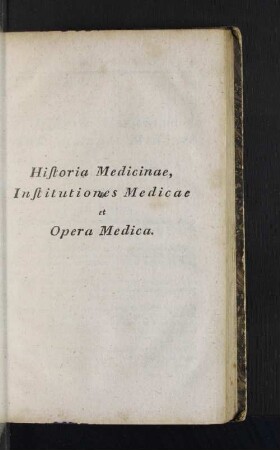 Hiſtoria Medicinae,
Inſtitutiones Medicae
et
Opera Medica.